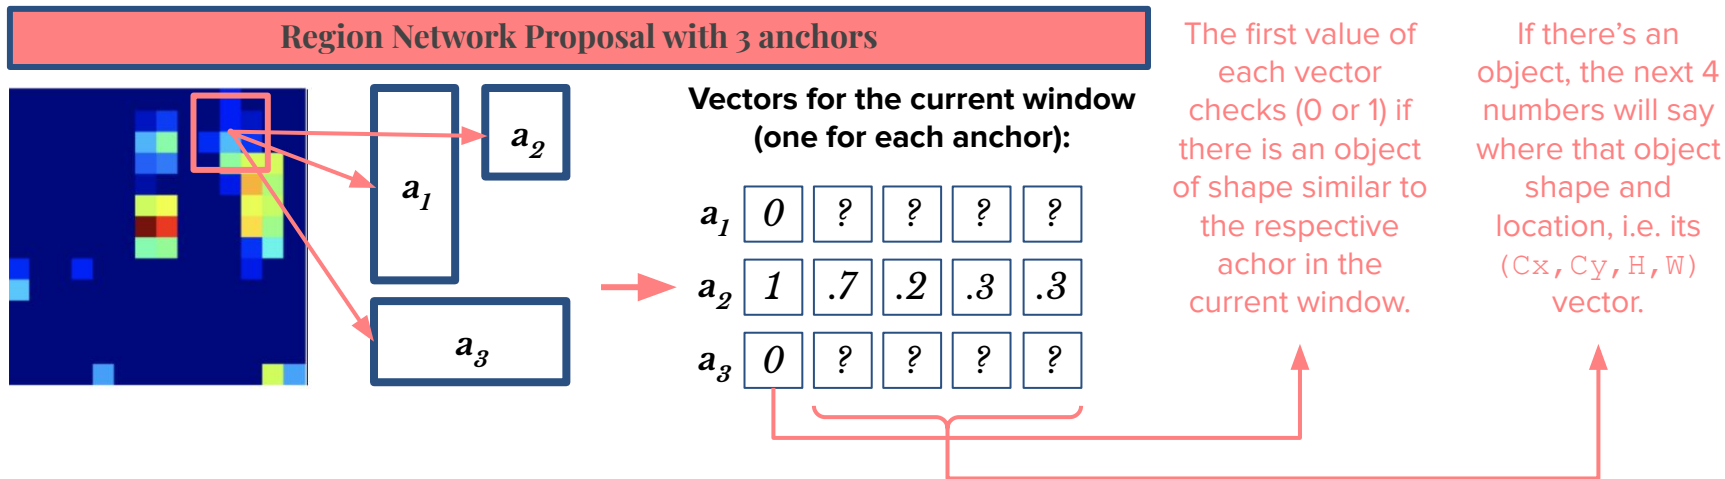 Region Network Proposal with 3 anchors
a2
a1
a3
Vectors for the current window
(one for each anchor):
a1 0 ? ? ? ?
a2 1 .7 .2 .3 .3
a3 0 ? ? ? ?
The first value of
each vector
checks (0 or 1) if
there is an object
of shape similar to
the respective
achor in the
current window.
If there’s an
object, the next 4
numbers will say
where that object
shape and
location, i.e. its
(Cx,Cy,H,W)
vector.